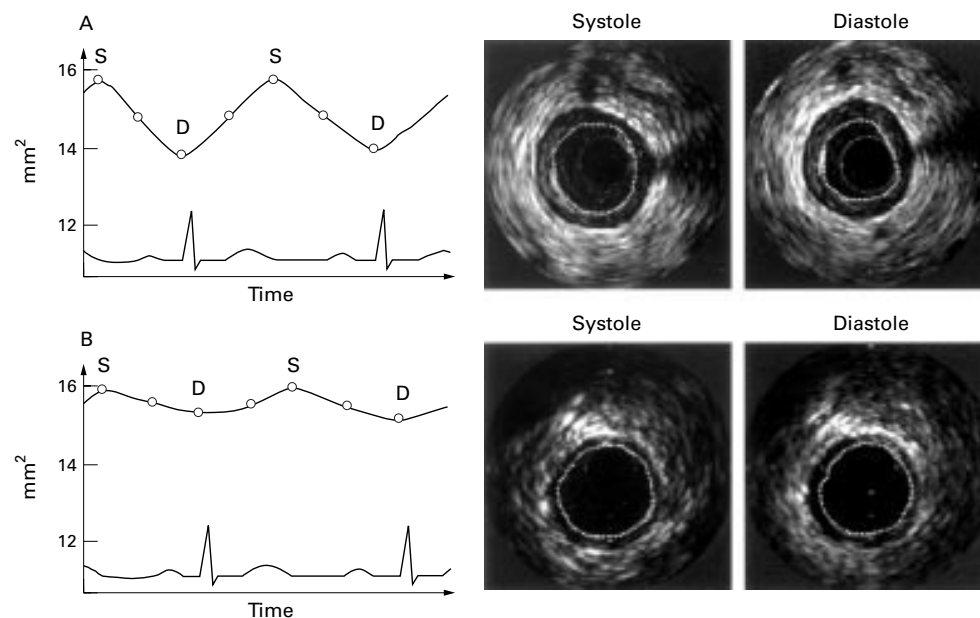 A
S
S
16
D
D
14
mm²
12
Time
Systole
Diastole
B
S
S
16
D
D
14
mm²
12
Time
Systole
Diastole